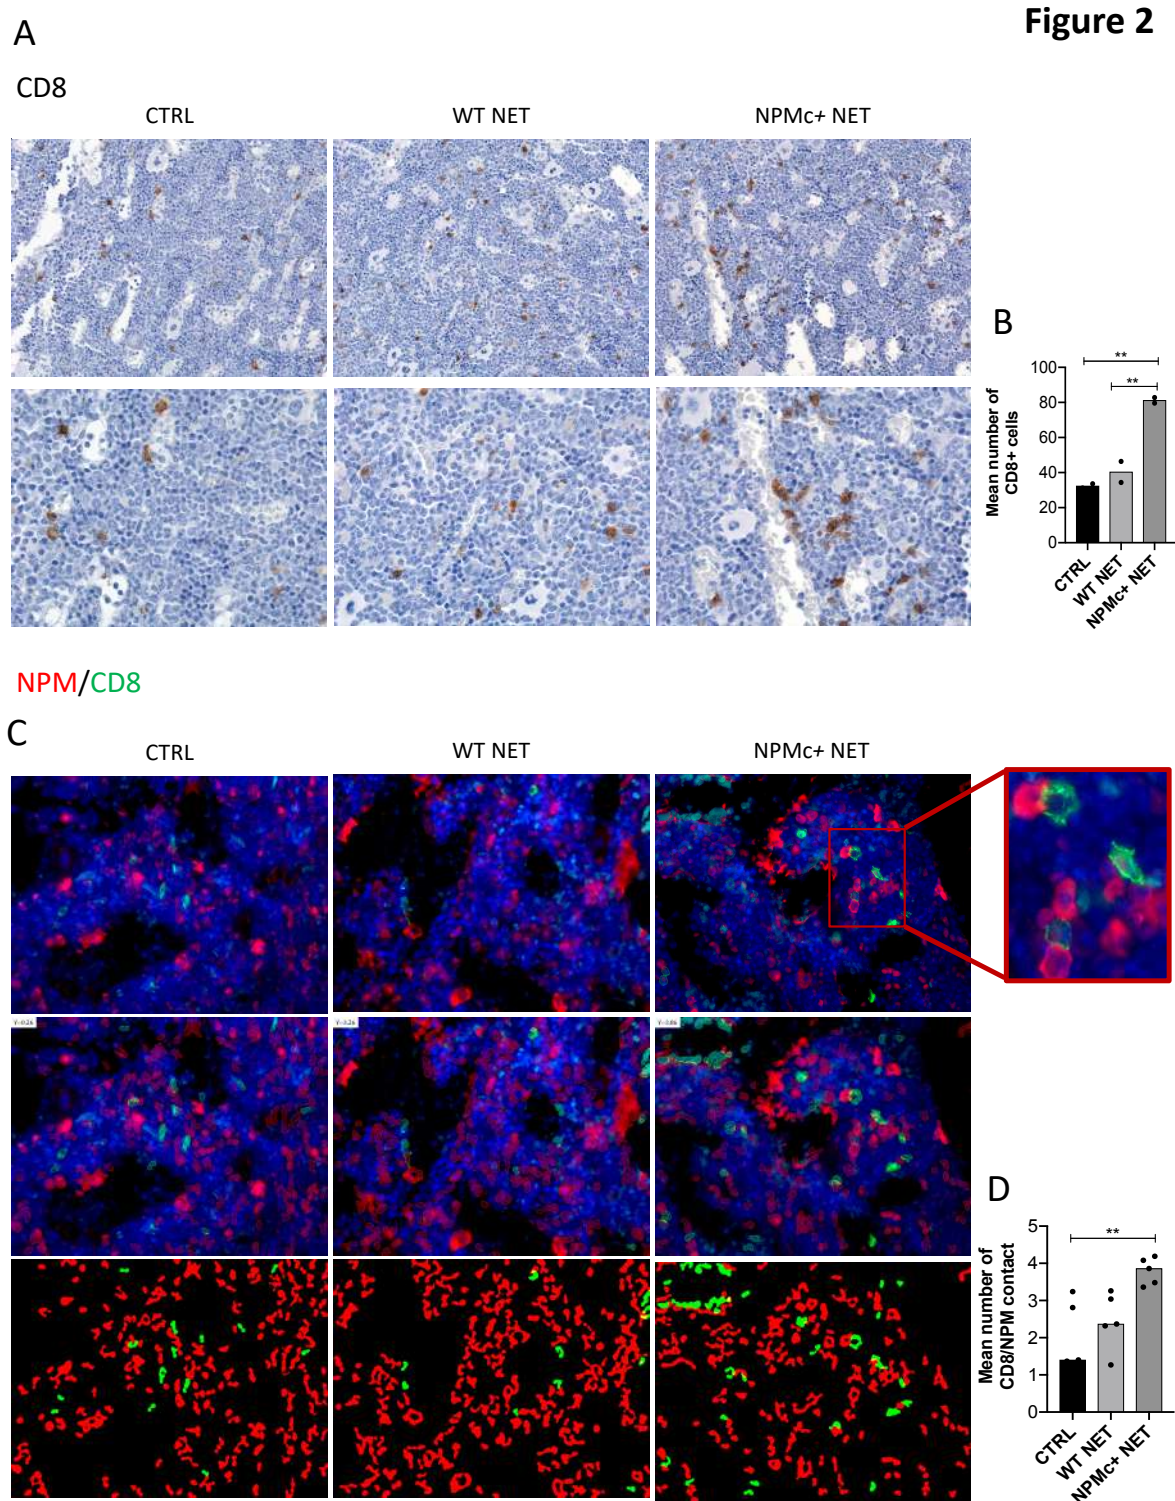 Figure 2
A
CD8
CTRL WT NET NPMc+ NET
B
**
**
100
80
60
40
20
0
Mean number of
CD8+ cells
CTRL
WT NET
NPMc+ NET
NPM/CD8
C
CTRL WT NET NPMc+ NET
D
**
5
4
3
2
1
0
Mean number of
CD8/NPM contact
CTRL
WT NET
NPMc+ NET